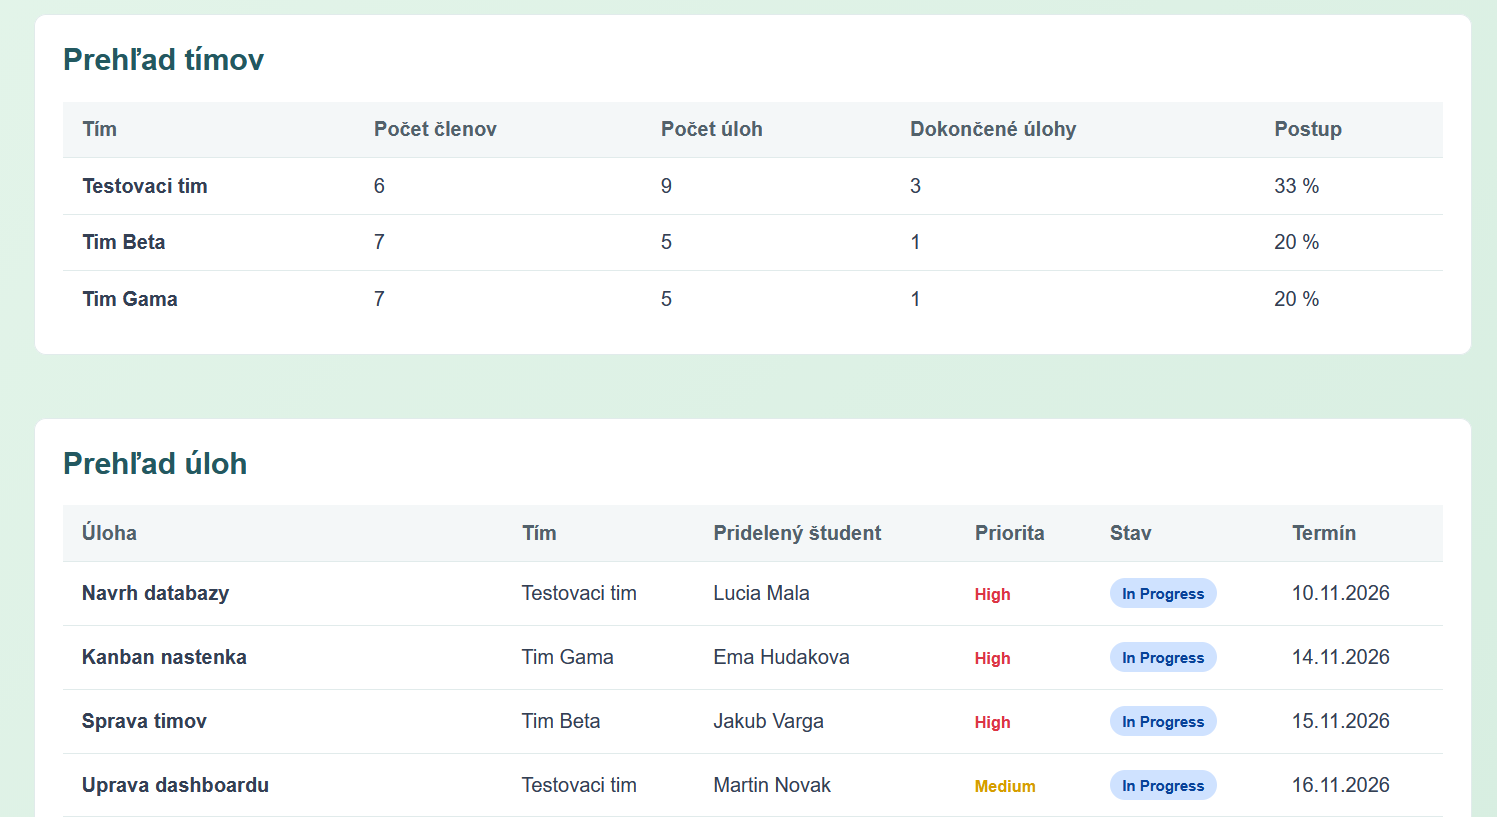 Prehľad tímov
Tím Počet členov Počet úloh Dokončené úlohy Postup
Testovaci tim 6 9 3 33 %
Tim Beta 7 5 1 20 %
Tim Gama 7 5 1 20 %
Prehľad úloh
Úloha Tím Pridelený študent Priorita Stav Termín
Navrh databazy Testovaci tim Lucia Mala High In Progress 10.11.2026
Kanban nastenka Tim Gama Ema Hudakova High In Progress 14.11.2026
Sprava timov Tim Beta Jakub Varga High In Progress 15.11.2026
Uprava dashboardu Testovaci tim Martin Novak Medium In Progress 16.11.2026